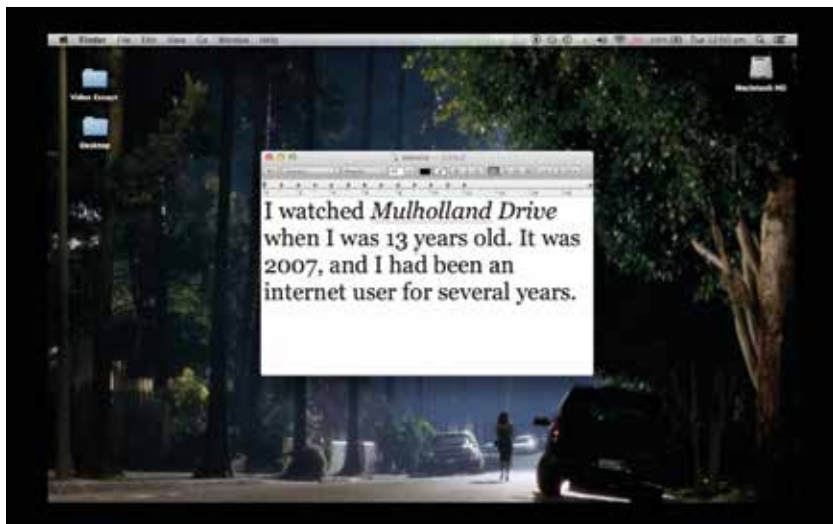 Finder File Edit View Go Window Help
Video Essays
Desktop
Macintosh HD
I watched Mulholland Drive
when I was 13 years old. It was
2007, and I had been an
internet user for several years.